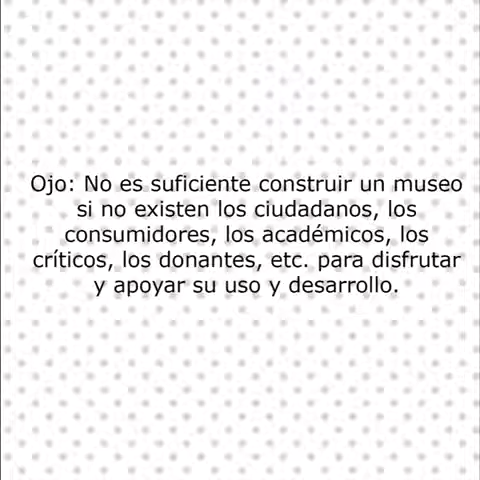 Ojo: No es suficiente construir un museo
si no existen los ciudadanos, los
consumidores, los académicos, los
críticos, los donantes, etc. para disfrutar
y apoyar su uso y desarrollo.